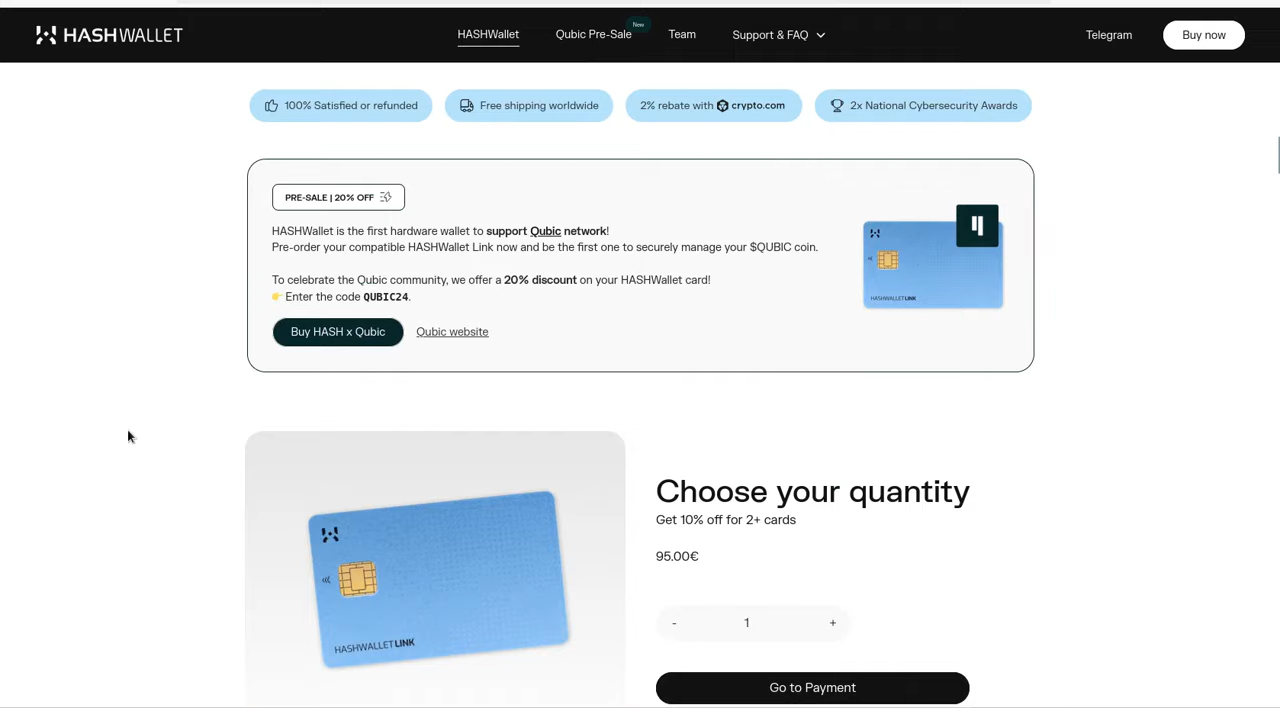 HASHWALLET
HASHWallet
Qubic Pre-Sale
New
Team
Support & FAQ
Telegram
Buy now
100% Satisfied or refunded
Free shipping worldwide
2% rebate with crypto.com
2x National Cybersecurity Awards
PRE-SALE | 20% OFF
HASHWallet is the first hardware wallet to support Qubic network!
Pre-order your compatible HASHWallet Link now and be the first one to securely manage your $QUBIC coin.
To celebrate the Qubic community, we offer a 20% discount on your HASHWallet card!
👉 Enter the code QUBIC24.
Buy HASH x Qubic
Qubic website
HASHWALLETLINK
HASHWALLETLINK
Choose your quantity
Get 10% off for 2+ cards
95.00€
- 1 +
Go to Payment